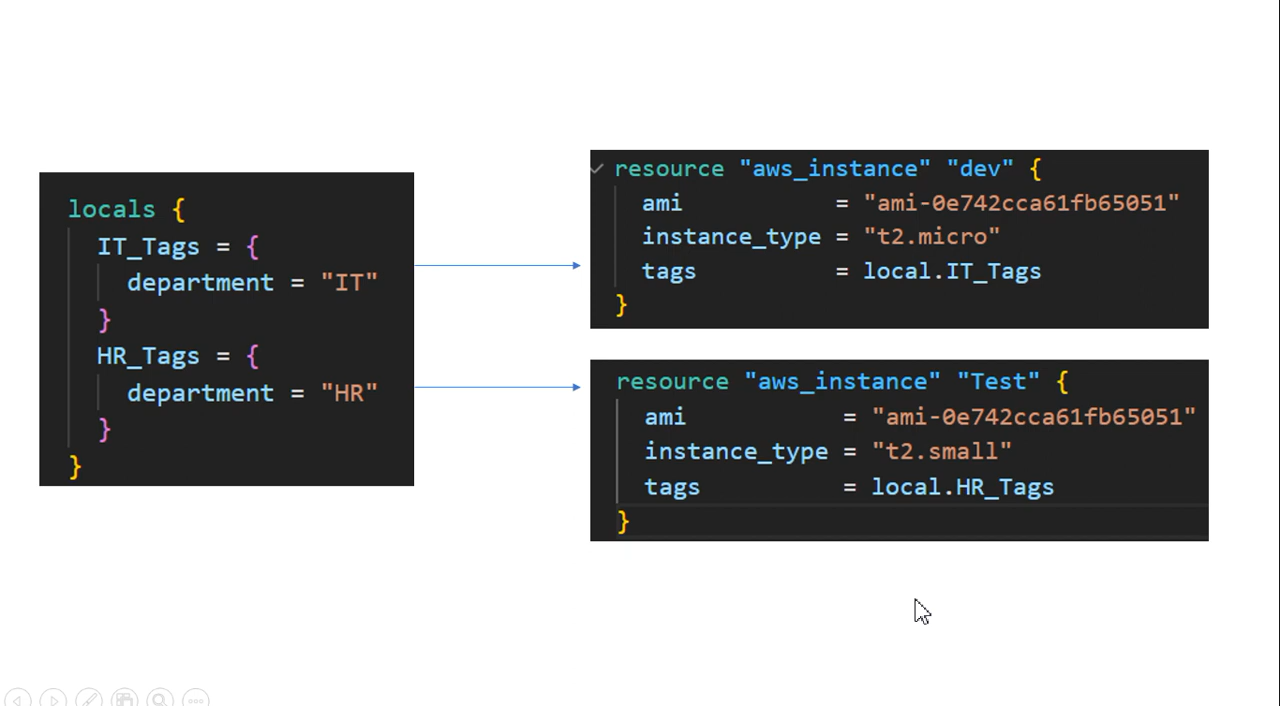 locals {
IT_Tags = {
department = "IT"
}
HR_Tags = {
department = "HR"
}
}
resource "aws_instance" "dev" {
ami = "ami-0e742cca61fb65051"
instance_type = "t2.micro"
tags = local.IT_Tags
}
resource "aws_instance" "Test" {
ami = "ami-0e742cca61fb65051"
instance_type = "t2.small"
tags = local.HR_Tags
}